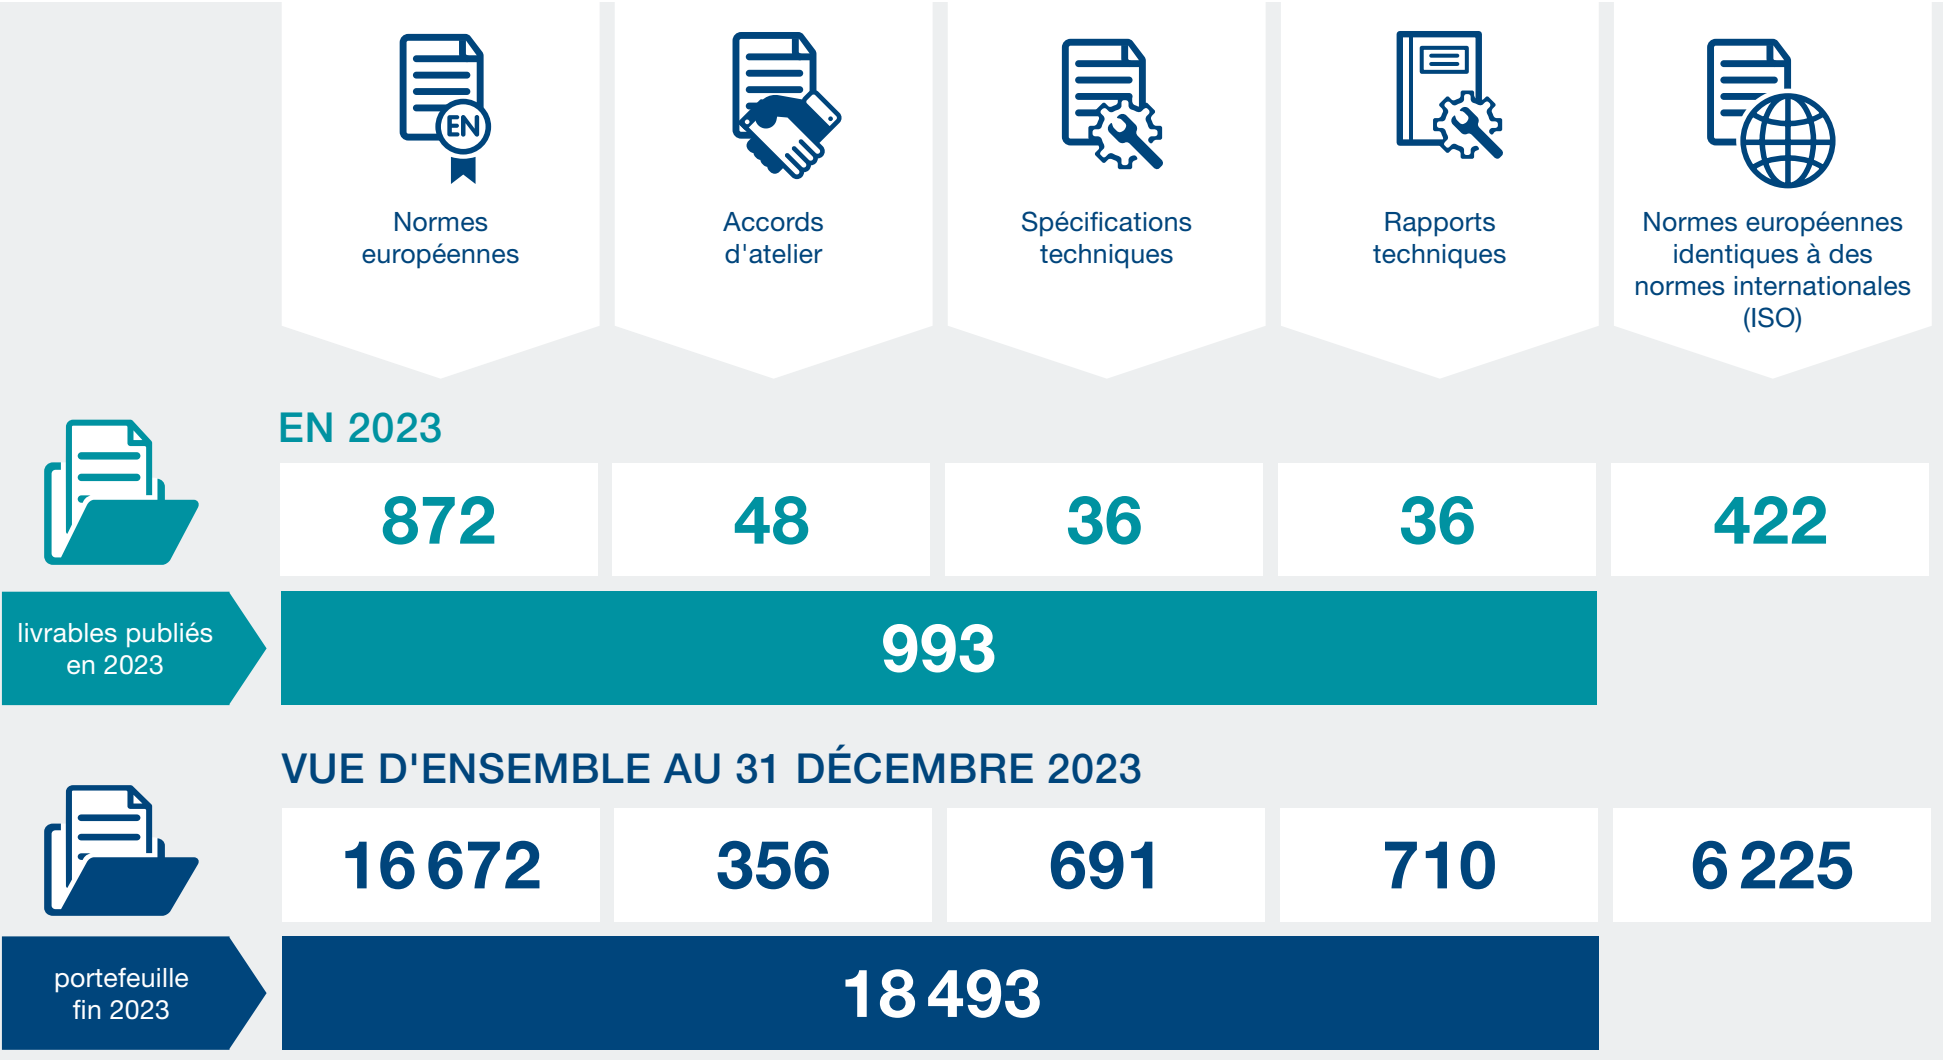 EN
Normes
européennes
Accords
d'atelier
Spécifications
techniques
Rapports
techniques
Normes européennes
identiques à des
normes internationales
(ISO)
EN 2023
872
48
36
36
422
livrables publiés
en 2023
993
VUE D'ENSEMBLE AU 31 DÉCEMBRE 2023
16 672
356
691
710
6 225
portefeuille
fin 2023
18 493